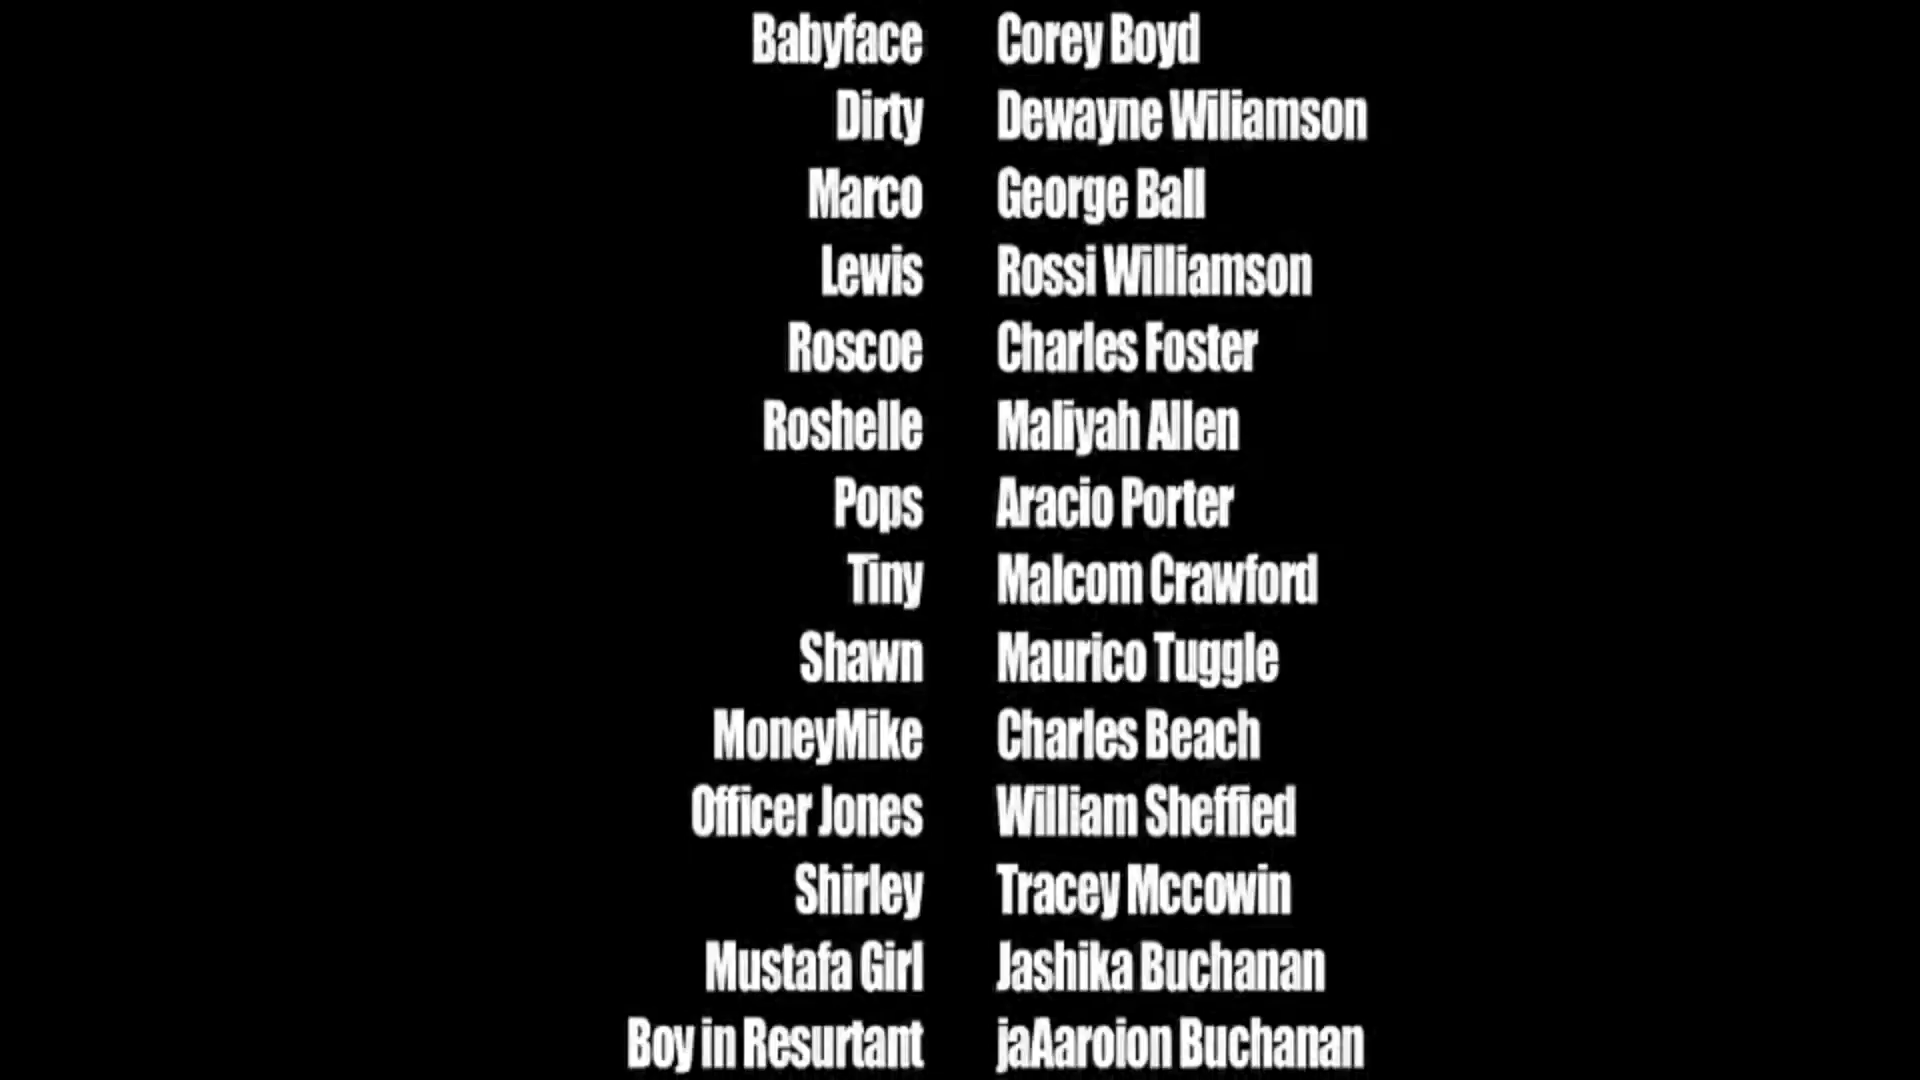 Babyface Corey Boyd
Dirty Dewayne Wiliamson
Marco George Ball
Lewis Rossi Williamson
Roscoe Charles Foster
Roshelle Maliyah Allen
Pops Aracio Porter
Tiny Malcom Crawford
Shawn Maurico Tuggle
MoneyMike Charles Beach
Officer Jones William Sheffied
Shirley Tracey Mccowin
Mustafa Girl Jashika Buchanan
Boy in Resurtant jaAaroion Buchanan